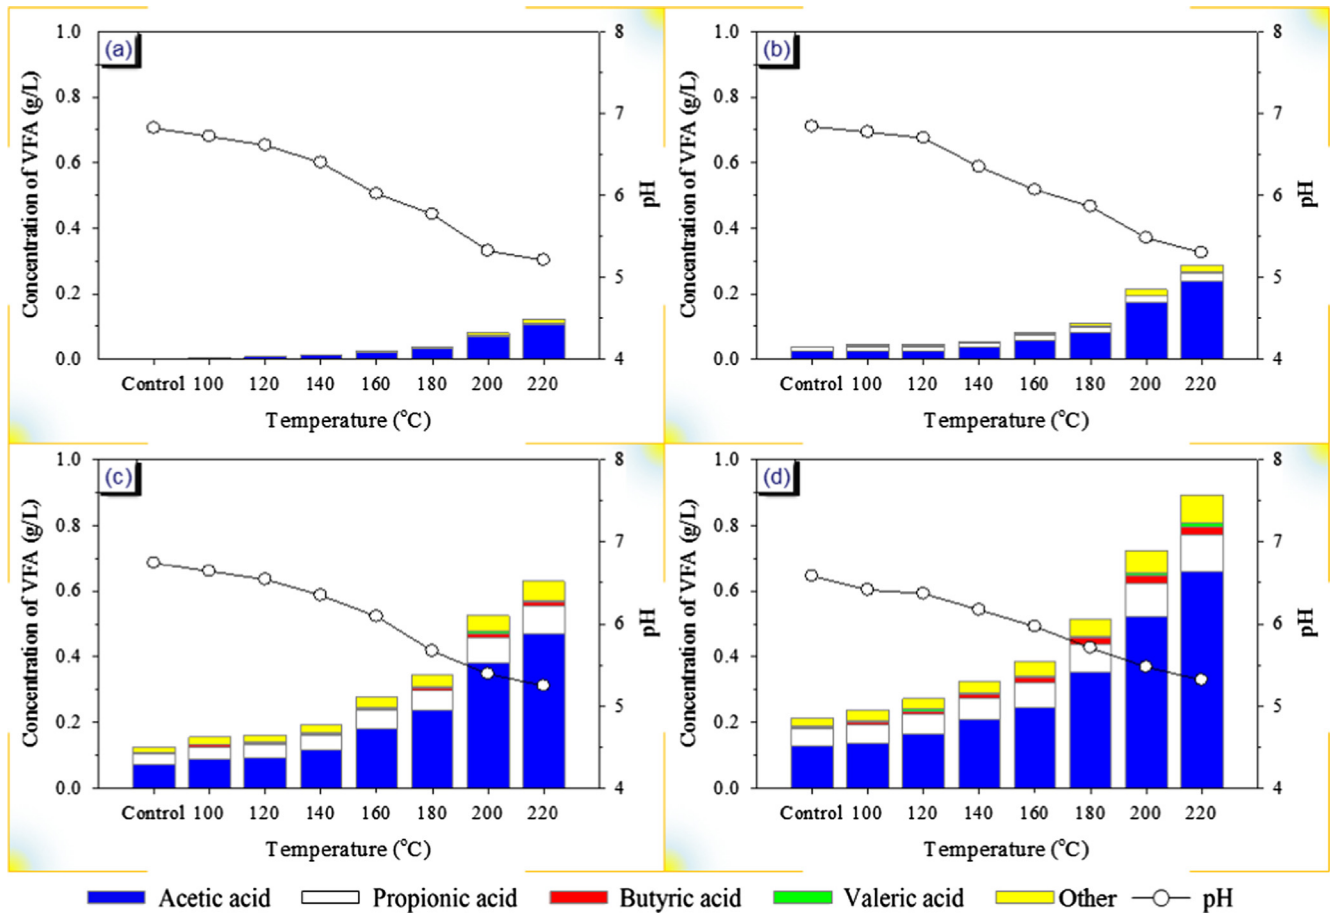 (a)
Concentration of VFA (g/L)
1.0
0.8
0.6
0.4
0.2
0.0
8
7
6
5
4
pH
Control 100 120 140 160 180 200 220
Temperature (°C)
(b)
Concentration of VFA (g/L)
1.0
0.8
0.6
0.4
0.2
0.0
8
7
6
5
4
pH
Control 100 120 140 160 180 200 220
Temperature (°C)
(c)
Concentration of VFA (g/L)
1.0
0.8
0.6
0.4
0.2
0.0
8
7
6
5
4
pH
Control 100 120 140 160 180 200 220
Temperature (°C)
(d)
Concentration of VFA (g/L)
1.0
0.8
0.6
0.4
0.2
0.0
8
7
6
5
4
pH
Control 100 120 140 160 180 200 220
Temperature (°C)
Acetic acid Propionic acid Butyric acid Valeric acid Other pH